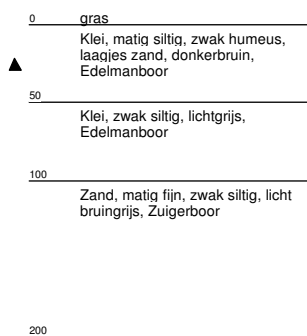 0 gras
Klei, matig siltig, zwak humeus,
laagjes zand, donkerbruin,
Edelmanboor
50
Klei, zwak siltig, lichtgrijs,
Edelmanboor
100
Zand, matig fijn, zwak siltig, licht
bruingrijs, Zuigerboor
200